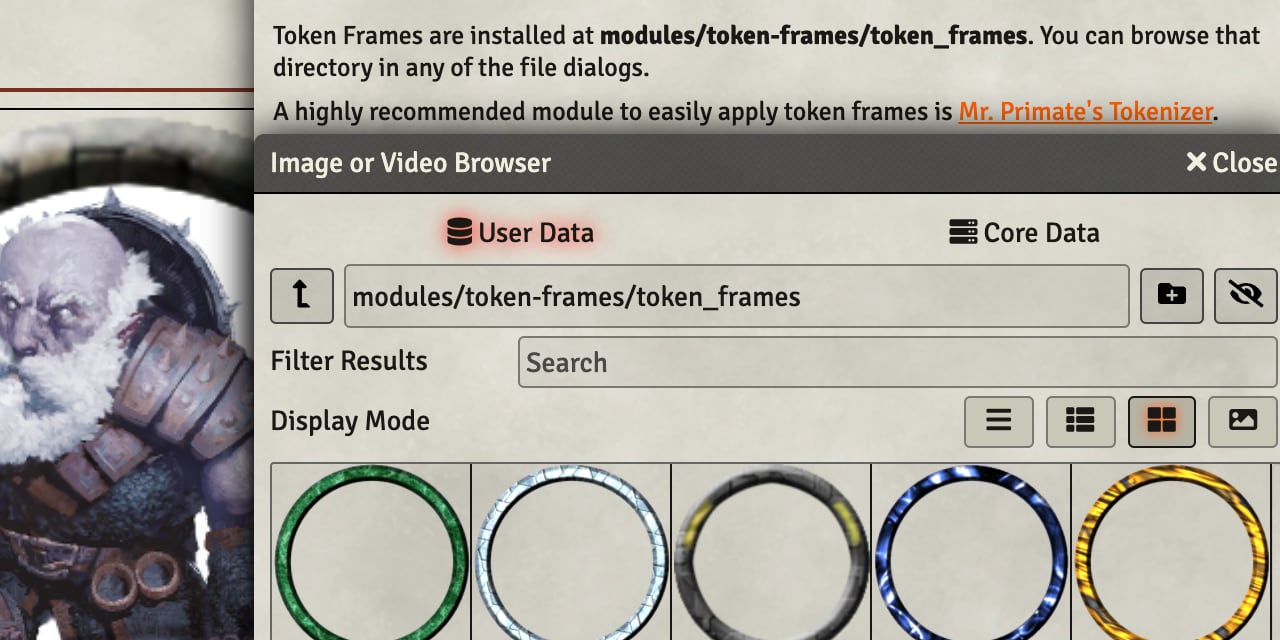 Token Frames are installed at modules/token-frames/token_frames. You can browse that
directory in any of the file dialogs.
A highly recommended module to easily apply token frames is Mr. Primate's Tokenizer.
Image or Video Browser
Close
User Data
Core Data
modules/token-frames/token_frames
Filter Results
Search
Display Mode